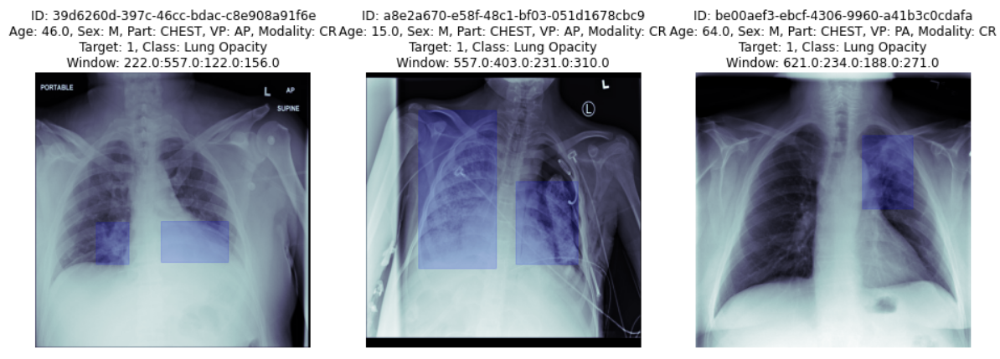 ID: 39d6260d-397c-46cc-bdac-c8e908a91f6e
Age: 46.0, Sex: M, Part: CHEST, VP: AP, Modality: CR
Target: 1, Class: Lung Opacity
Window: 222.0:557.0:122.0:156.0
PORTABLE
L AP
SUPINE
ID: a8e2a670-e58f-48c1-bf03-051d1678cbc9
Age: 15.0, Sex: M, Part: CHEST, VP: AP, Modality: CR
Target: 1, Class: Lung Opacity
Window: 557.0:403.0:231.0:310.0
L
L
ID: be00aef3-ebcf-4306-9960-a41b3c0cdafa
Age: 64.0, Sex: M, Part: CHEST, VP: PA, Modality: CR
Target: 1, Class: Lung Opacity
Window: 621.0:234.0:188.0:271.0